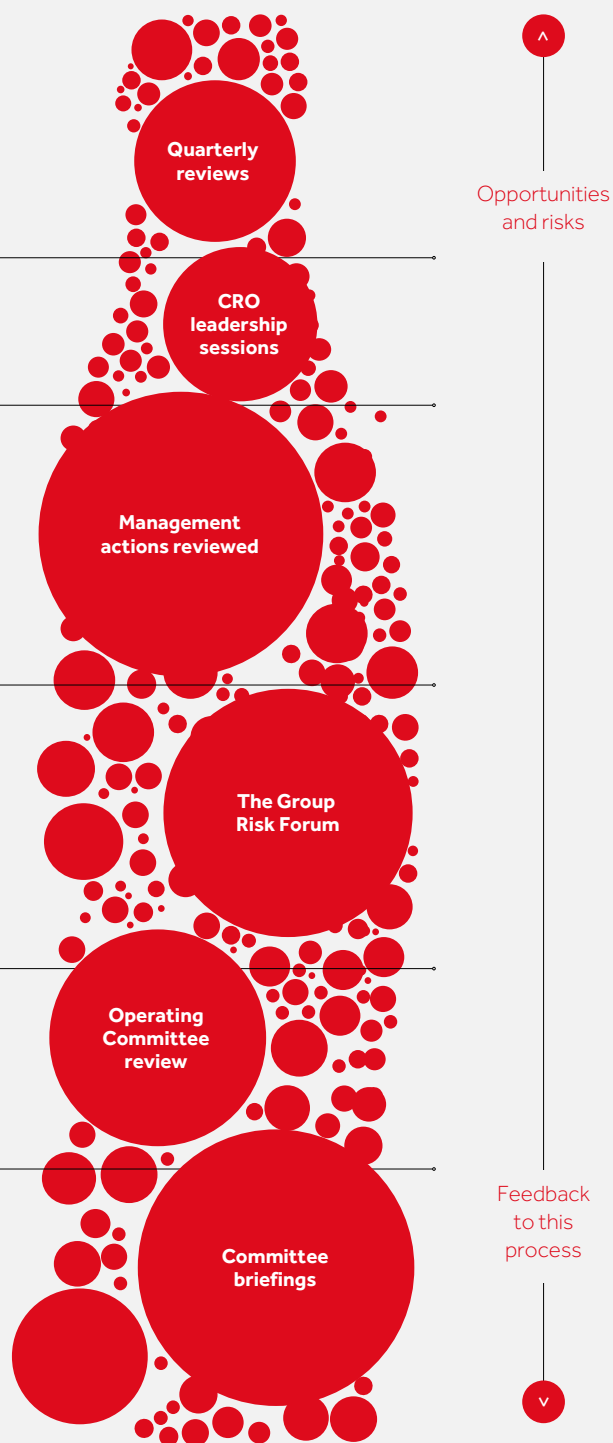 Quarterly
reviews
Opportunities
and risks
CRO
leadership
sessions
Management
actions reviewed
The Group
Risk Forum
Operating
Committee
review
Feedback
to this
process
Committee
briefings